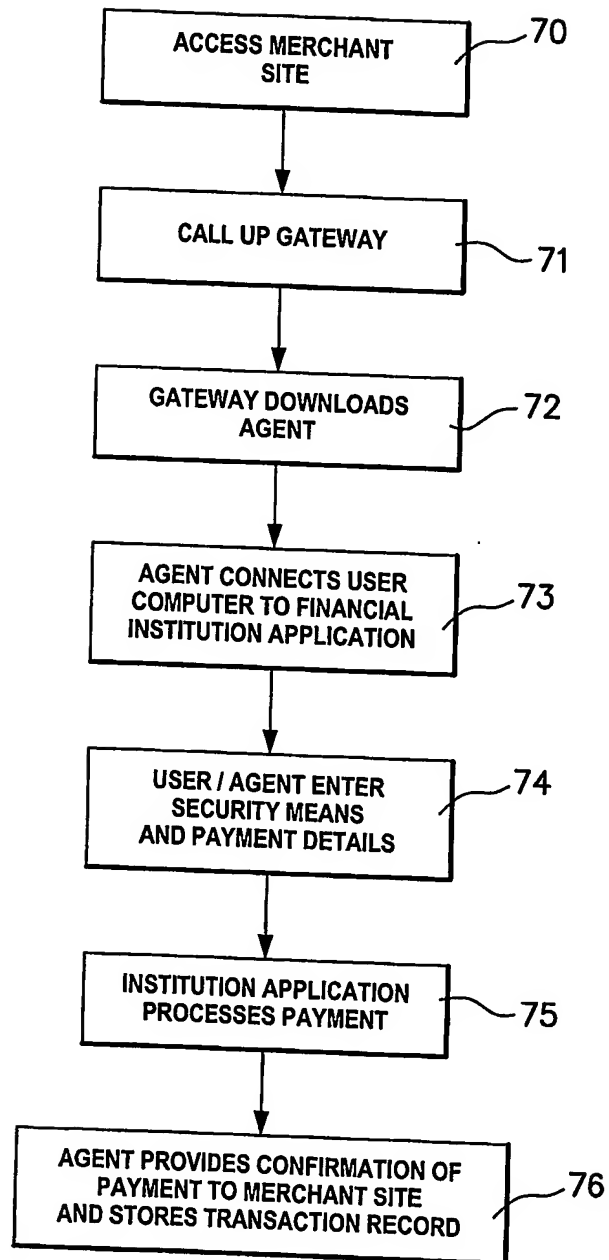 ACCESS MERCHANT
SITE
70
CALL UP GATEWAY
71
GATEWAY DOWNLOADS
AGENT
72
AGENT CONNECTS USER
COMPUTER TO FINANCIAL
INSTITUTION APPLICATION
73
USER / AGENT ENTER
SECURITY MEANS
AND PAYMENT DETAILS
74
INSTITUTION APPLICATION
PROCESSES PAYMENT
75
AGENT PROVIDES CONFIRMATION OF
PAYMENT TO MERCHANT SITE
AND STORES TRANSACTION RECORD
76